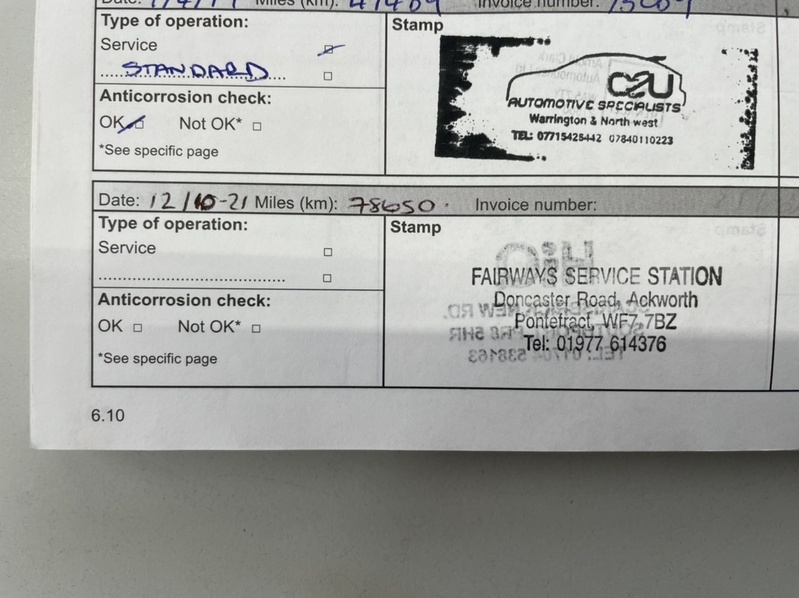 Type of operation:
Stamp
Service
STANDARD
CSU
AUTOMOTIVE SPECIALISTS
Warrington & North west
TEL: 07715425442 07840110223
Anticorrosion check:
OK Not OK*
*See specific page
Date: 12/10-21 Miles (km): 78650. Invoice number:
Type of operation:
Stamp
Service
FAIRWAYS SERVICE STATION
Doncaster Road, Ackworth
Pontefract, WF7 7BZ
Tel: 01977 614376
Anticorrosion check:
OK Not OK*
*See specific page
6.10